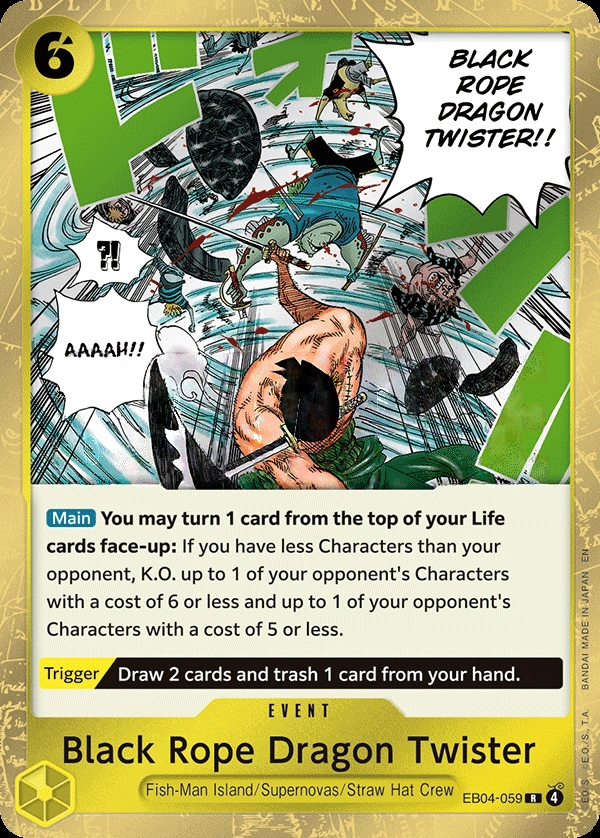 6
BLACK
ROPE
DRAGON
TWISTER!!
?!
AAAAH!!
Main You may turn 1 card from the top of your Life
cards face-up: If you have less Characters than your
opponent, K.O. up to 1 of your opponent's Characters
with a cost of 6 or less and up to 1 of your opponent's
Characters with a cost of 5 or less.
Trigger Draw 2 cards and trash 1 card from your hand.
EVENT
Black Rope Dragon Twister
Fish-Man Island/Supernovas/Straw Hat Crew
EB04-059 R 4
BANDAI MADE IN JAPAN EN